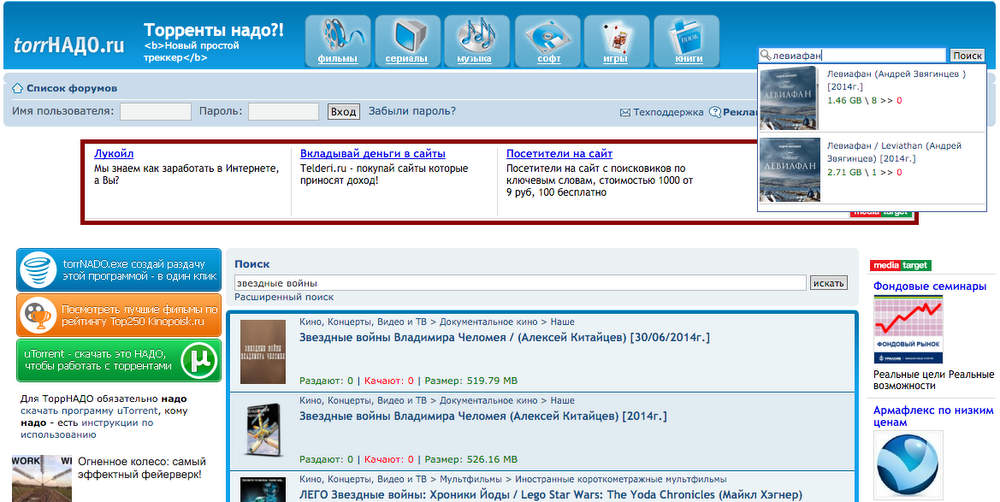 torrНАДО.ru
Торренты надо?!
<b>Новый простой
треккер</b>
фильмы
сериалы
музыка
софт
игры
книги
левиафан
Поиск
Левиафан (Андрей Звягинцев )
[2014г.]
1.46 GB \ 8 >> 0
Левиафан / Leviathan (Андрей
Звягинцев) [2014г.]
2.71 GB \ 1 >> 0
ЛЕВИАФАН
ЛЕВИАФАН
Список форумов
Имя пользователя:
Пароль:
Вход
Забыли пароль?
Техподдержка
Рекла
Лукойл
Мы знаем как заработать в Интернете,
а Вы?
Вкладывай деньги в сайты
Telderi.ru - покупай сайты которые
приносят доход!
Посетители на сайт
Посетители на сайт с поисковиков по
ключевым словам, стоимостью 1000 от
9 руб, 100 бесплатно
media target
torrNADO.exe создай раздачу
этой программой - в один клик
Посмотреть лучшие фильмы по
рейтингу Top250 kinopoisk.ru
uTorrent - скачать это НАДО,
чтобы работать с торрентами
Для ТоррНАДО обязательно надо
скачать программу uTorrent, кому
надо - есть инструкции по
использованию
WORK
WI
Огненное колесо: самый
эффектный фейерверк!
Поиск
звездные войны
искать
Расширенный поиск
Кино, Концерты, Видео и ТВ > Документальное кино > Наше
Звездные войны Владимира Челомея / (Алексей Китайцев) [30/06/2014г.]
Раздают: 0 | Качают: 0 | Размер: 519.79 MB
ЗВЕЗДНЫЕ ВОЙНЫ
ВЛАДИМИРА ЧЕЛОМЕЯ
Кино, Концерты, Видео и ТВ > Документальное кино > Наше
Звездные войны Владимира Челомея (Алексей Китайцев) [2014г.]
Раздают: 0 | Качают: 0 | Размер: 526.16 MB
Кино, Концерты, Видео и ТВ > Мультфильмы > Иностранные короткометражные мультфильмы
ЛЕГО Звездные войны: Хроники Йоды / Lego Star Wars: The Yoda Chronicles (Майкл Хэгнер)
media target
Фондовые семинары
ФОНДОВЫЙ РЫНОК
Реальные цели Реальные
возможности
Армафлекс по низким
ценам